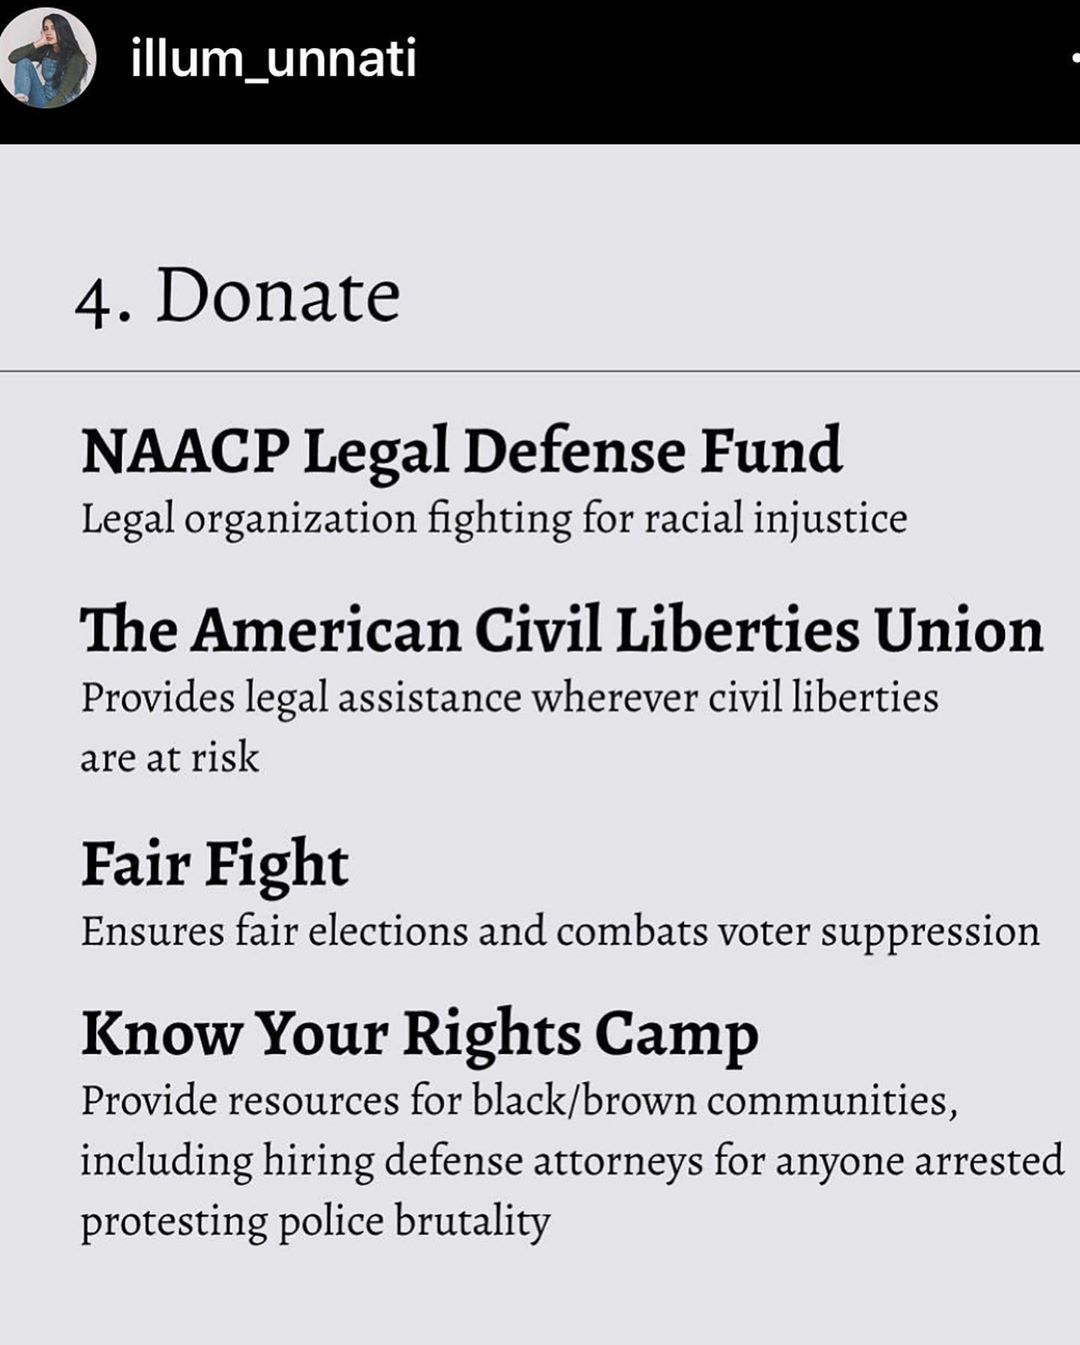 illum_unnati
4. Donate
NAACP Legal Defense Fund
Legal organization fighting for racial injustice
The American Civil Liberties Union
Provides legal assistance wherever civil liberties
are at risk
Fair Fight
Ensures fair elections and combats voter suppression
Know Your Rights Camp
Provide resources for black/brown communities,
including hiring defense attorneys for anyone arrested
protesting police brutality